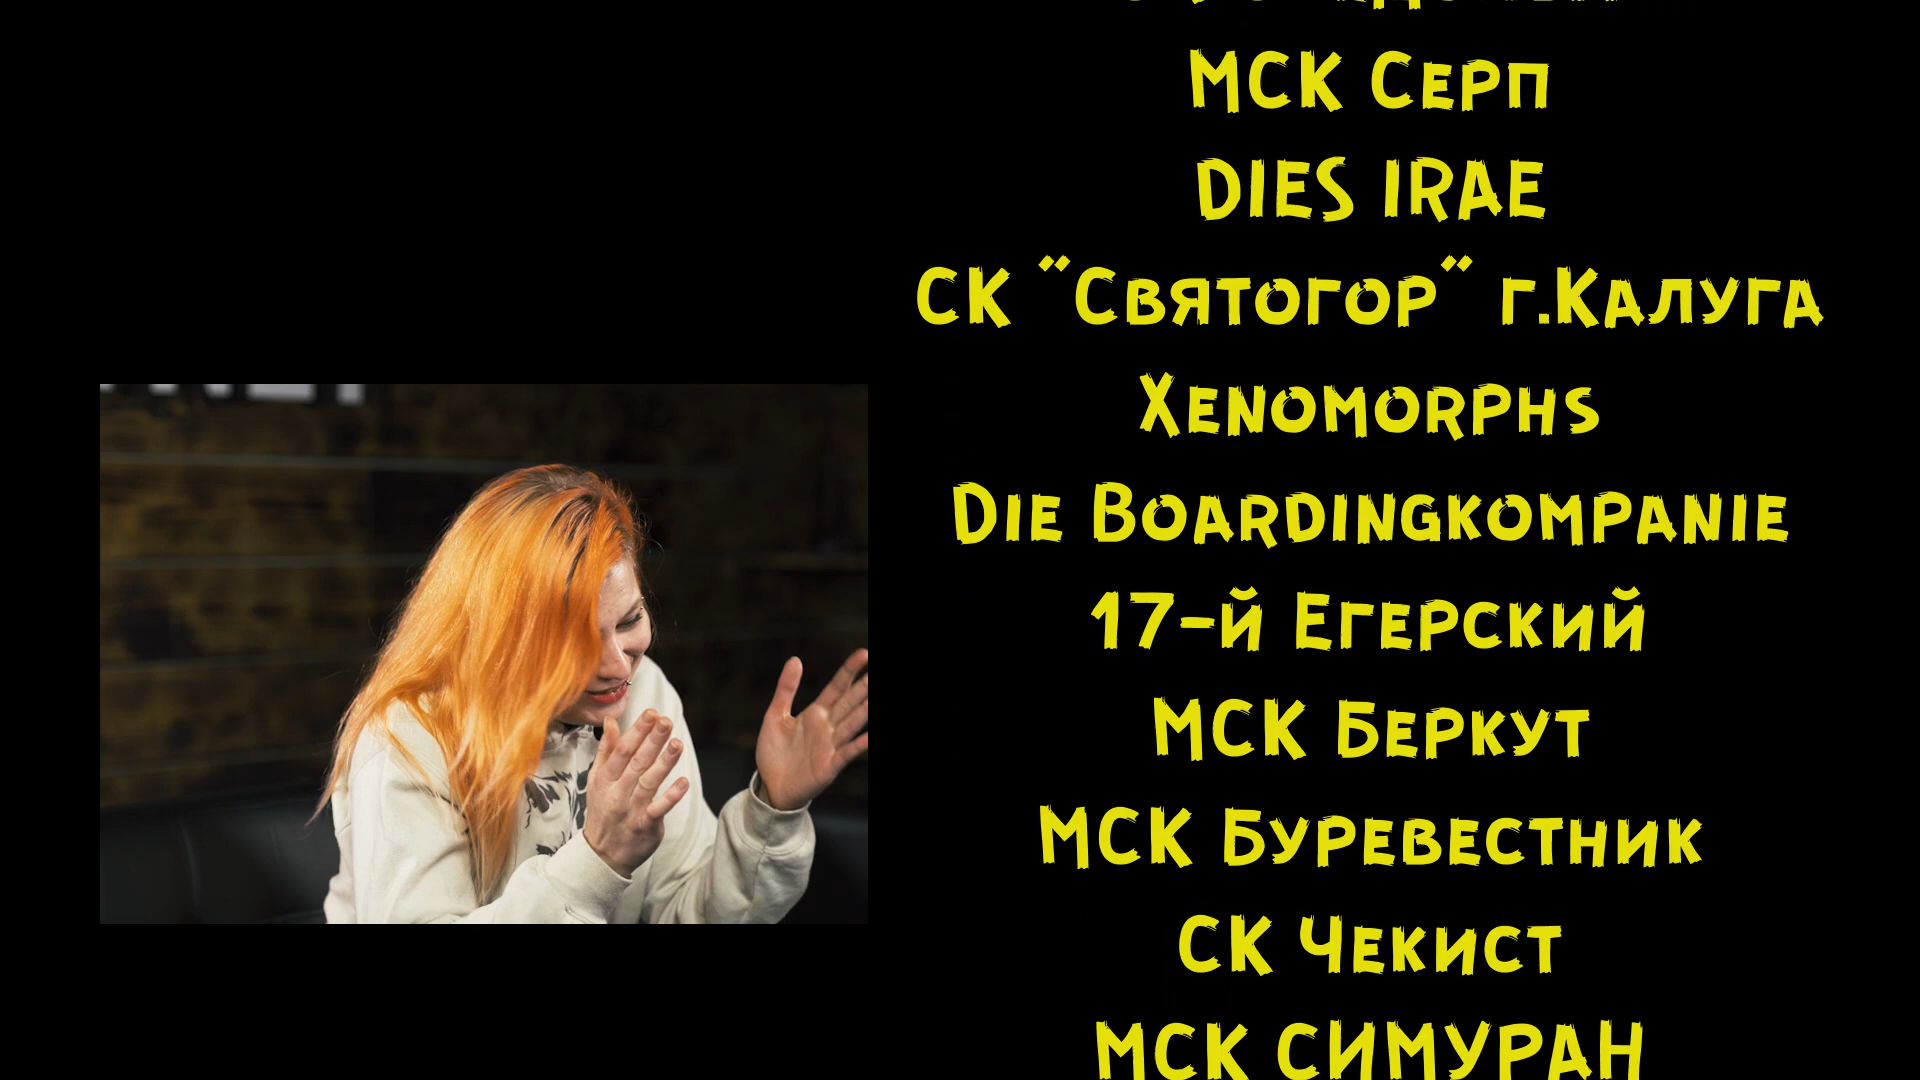 МСК Серп
DIES IRAE
СК "Святогор" г.Калуга
Xenomorphs
Die Boardingkompanie
17-й Егерский
МСК Беркут
МСК Буревестник
СК Чекист
МСК СИМУРАН